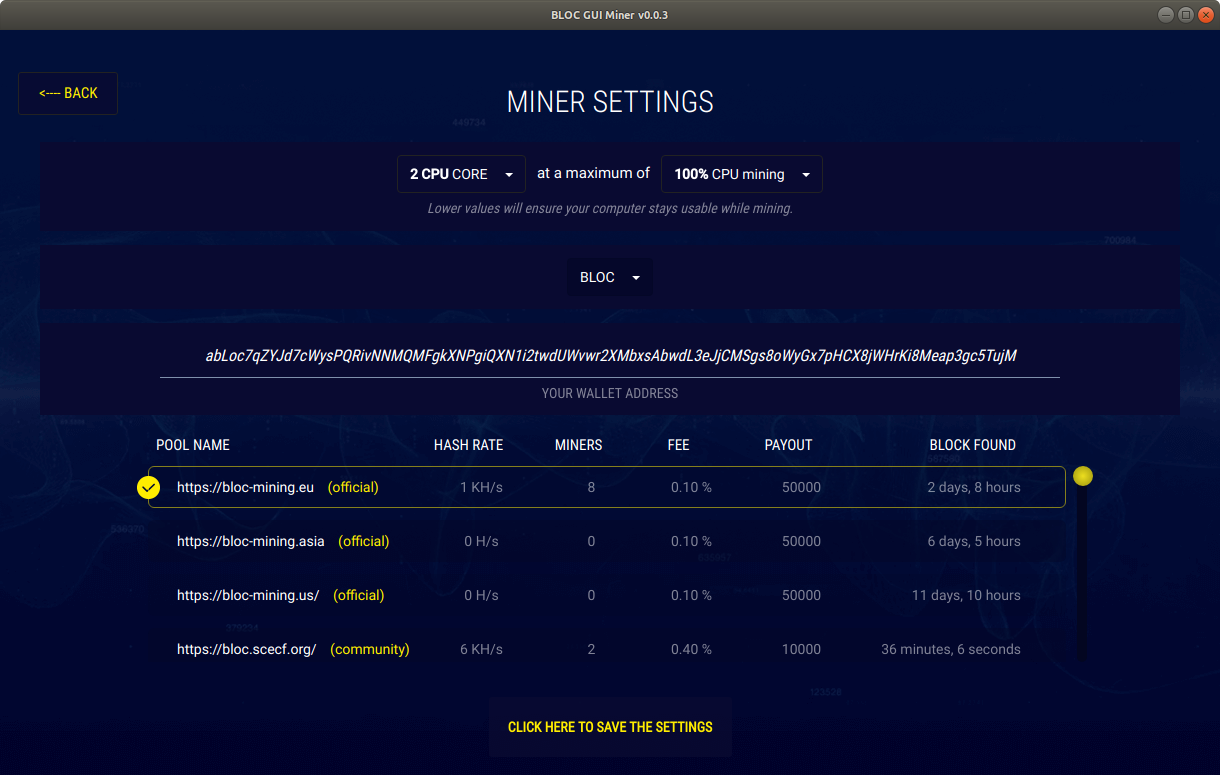 BLOC GUI Miner v0.0.3
<---- BACK
MINER SETTINGS
449734
2 CPU CORE at a maximum of 100% CPU mining
Lower values will ensure your computer stays usable while mining.
700984
BLOC
abLoc7qZYJd7cWysPQRivNNMQMFgkXNPgiQXN1i2twdUWvwr2XMbxsAbwdL3eJjCMSgs8oWyGx7pHCX8jWHrKi8Meap3gc5TujM
YOUR WALLET ADDRESS
POOL NAME HASH RATE MINERS FEE PAYOUT BLOCK FOUND
https://bloc-mining.eu (official) 1 KH/s 8 0.10 % 50000 2 days, 8 hours
536370
https://bloc-mining.asia (official) 0 H/s 0 0.10 % 50000 6 days, 5 hours
https://bloc-mining.us/ (official) 0 H/s 0 0.10 % 50000 11 days, 10 hours
379234
https://bloc.scecf.org/ (community) 6 KH/s 2 0.40 % 10000 36 minutes, 6 seconds
123528
CLICK HERE TO SAVE THE SETTINGS